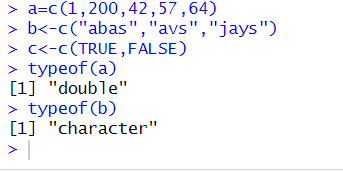 > a=c(1,200,42,57,64)
> b<-c("abas","avs","jays")
> c<-c(TRUE,FALSE)
> typeof(a)
[1] "double"
> typeof(b)
[1] "character"
>